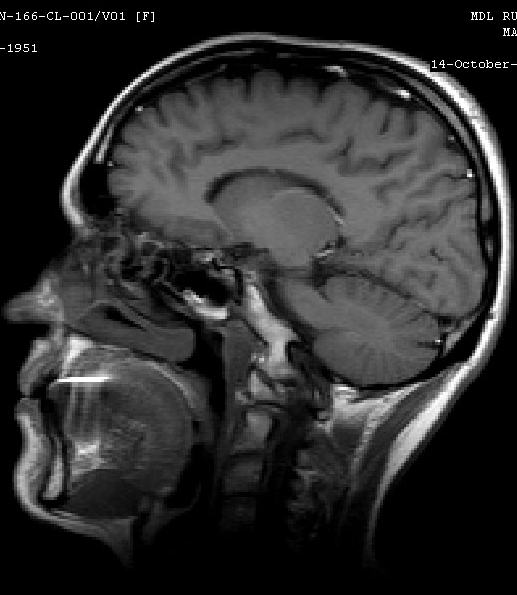 N-166-CL-001/V01 [F]
MDL RU
MA
-1951
14-October-